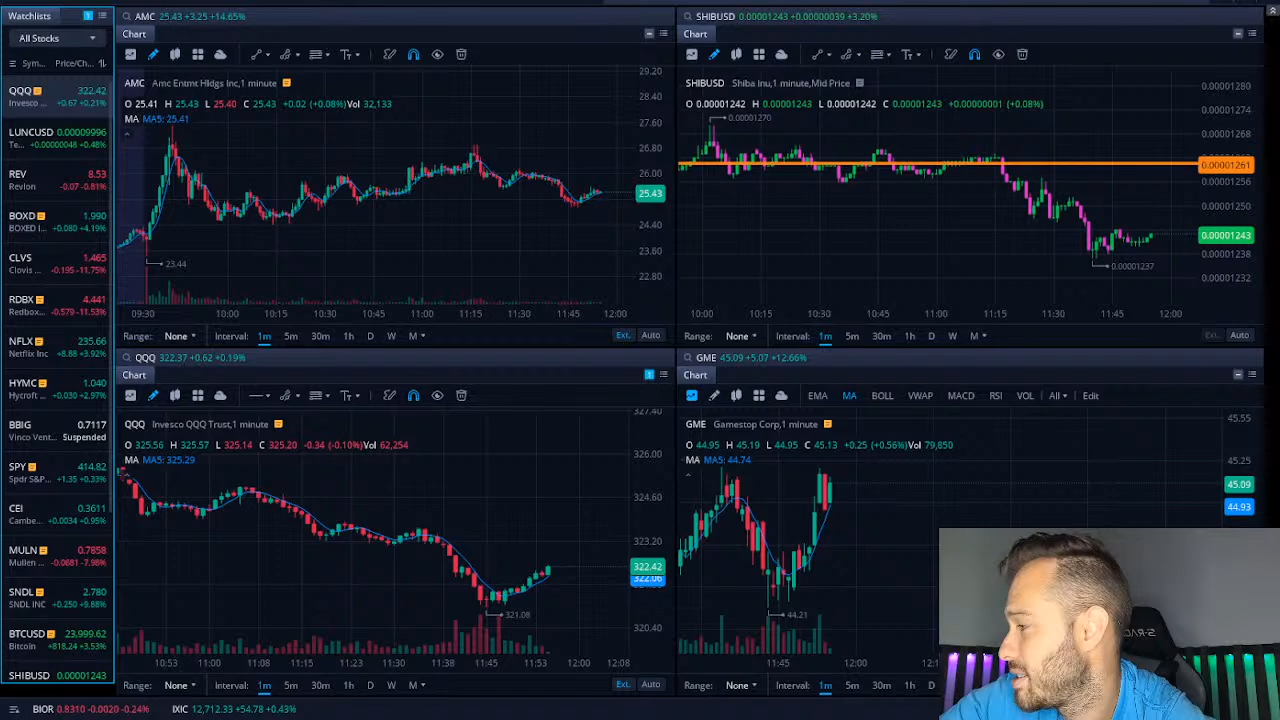 Watchlists
1
All Stocks
Sym... Price/Ch...
QQQ 322.42
Invesco ... +0.67 +0.21%
LUNCUSD 0.00009996
Te... +0.00000048 +0.48%
REV 8.53
Revlon -0.07 -0.81%
BOXD 1.990
BOXED I... +0.080 +4.19%
CLVS 1.465
Clovis ... -0.195 -11.75%
RDBX 4.441
Redbox... -0.579 -11.53%
NFLX 235.66
Netflix Inc +8.88 +3.92%
HYMC 1.040
Hycroft ... +0.030 +2.97%
BBIG 0.7117
Vinco Vent... Suspended
SPY 414.82
Spdr S&P... +1.35 +0.33%
CEI 0.3611
Cambe... +0.0034 +0.95%
MULN 0.7858
Mullen ... -0.0681 -7.98%
SNDL 2.780
SNDL INC +0.250 +9.88%
BTCUSD 23,999.62
Bitcoin +818.24 +3.53%
SHIBUSD 0.00001243
AMC 25.43 +3.25 +14.65%
Chart
AMC Amc Entmt Hldgs Inc,1 minute
O 25.41 H 25.43 L 25.40 C 25.43 +0.02 (+0.08%) Vol 32,133
MA MA5: 25.41
29.20
28.40
27.60
26.80
26.00
25.43
24.40
23.60
22.80
23.44
09:30 10:00 10:15 10:30 10:45 11:00 11:15 11:30 11:45 12:00
Range: None Interval: 1m 5m 30m 1h D W M Ext. Auto
SHIBUSD 0.00001243 +0.00000039 +3.20%
Chart
SHIBUSD Shiba Inu,1 minute,Mid Price
O 0.00001242 H 0.00001243 L 0.00001242 C 0.00001243 +0.00000001 (+0.08%)
0.00001270
0.00001280
0.00001274
0.00001268
0.00001261
0.00001256
0.00001250
0.00001243
0.00001238
0.00001232
0.00001237
10:00 10:15 10:30 10:45 11:00 11:15 11:30 11:45 12:00
Range: None Interval: 1m 5m 30m 1h D W M Ext. Auto
QQQ 322.37 +0.62 +0.19%
Chart
1
QQQ Invesco QQQ Trust,1 minute
O 325.56 H 325.57 L 325.14 C 325.20 -0.34 (-0.10%) Vol 62,254
MA MA5: 325.29
327.40
326.00
324.60
323.20
322.42
322.06
320.40
321.08
10:53 11:00 11:08 11:15 11:23 11:30 11:38 11:45 11:53 12:00 12:08
Range: None Interval: 1m 5m 30m 1h D W M Ext. Auto
GME 45.09 +5.07 +12.66%
Chart
EMA MA BOLL VWAP MACD RSI VOL All Edit
GME Gamestop Corp,1 minute
O 44.95 H 45.19 L 44.95 C 45.13 +0.25 (+0.56%) Vol 79,850
MA MA5: 44.74
45.55
45.25
45.09
44.93
44.21
11:45 12:00
Range: None Interval: 1m 5m 30m 1h D
BIOR 0.8310 -0.0020 -0.24% IXIC 12,712.33 +54.78 +0.43%